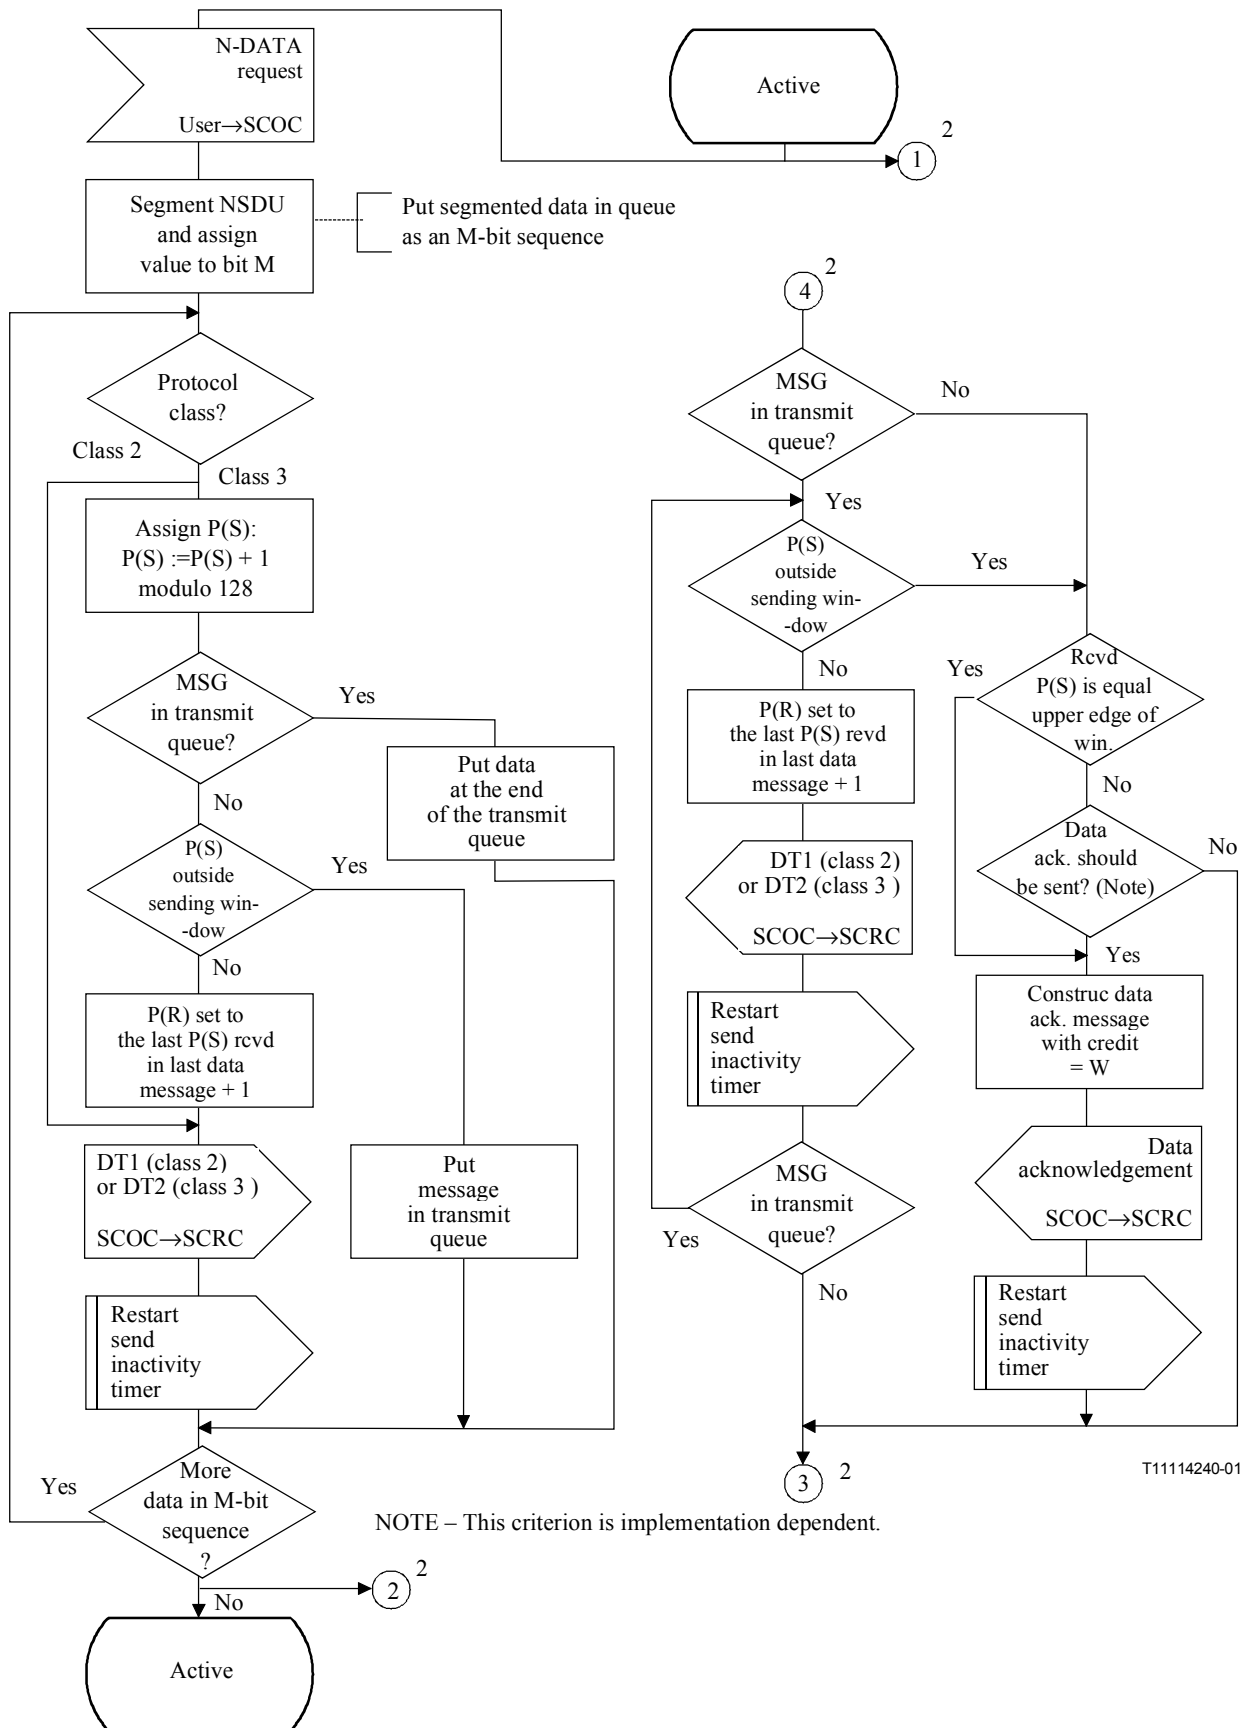 N-DATA
request
User→SCOC
Active
2
1
Segment NSDU
and assign
value to bit M
Put segmented data in queue
as an M-bit sequence
Protocol
class?
Class 2
Class 3
Assign P(S):
P(S) :=P(S) + 1
modulo 128
MSG
in transmit
queue?
Yes
No
Put data
at the end
of the transmit
queue
P(S)
outside
sending win-
-dow
Yes
No
P(R) set to
the last P(S) rcvd
in last data
message + 1
DT1 (class 2)
or DT2 (class 3 )
SCOC→SCRC
Put
message
in transmit
queue
Restart
send
inactivity
timer
More
data in M-bit
sequence
?
Yes
No
2
2
Active
2
4
MSG
in transmit
queue?
No
Yes
P(S)
outside
sending win-
-dow
Yes
No
P(R) set to
the last P(S) revd
in last data
message + 1
DT1 (class 2)
or DT2 (class 3 )
SCOC→SCRC
Restart
send
inactivity
timer
MSG
in transmit
queue?
Yes
No
Rcvd
P(S) is equal
upper edge of
win.
Yes
No
Data
ack. should
be sent? (Note)
No
Yes
Construc data
ack. message
with credit
= W
Data
acknowledgement
SCOC→SCRC
Restart
send
inactivity
timer
3
2
T11114240-01
NOTE – This criterion is implementation dependent.